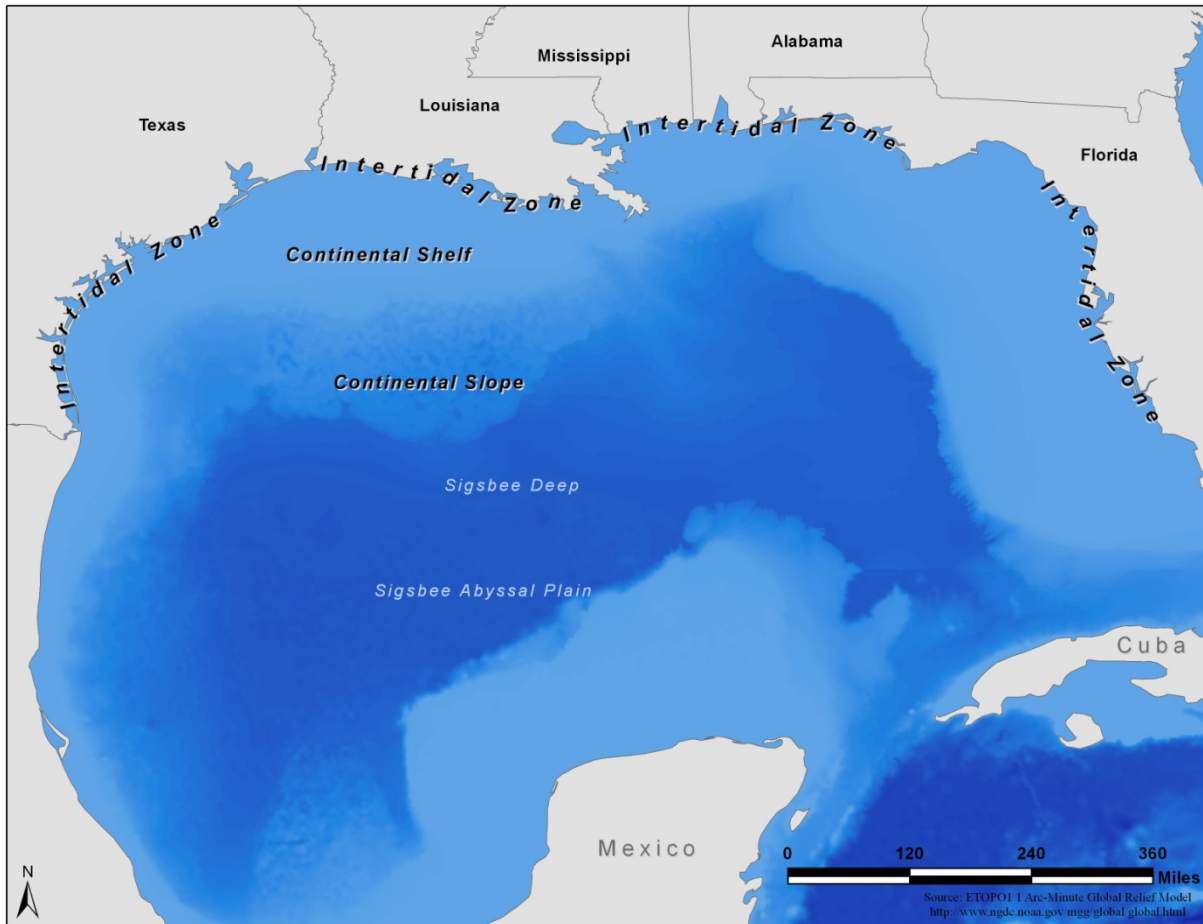 Alabama
Mississippi
Louisiana
Texas
Florida
Intertidal Zone
Intertidal Zone
Intertidal Zone
Intertidal Zone
Continental Shelf
Continental Slope
Sigsbee Deep
Sigsbee Abyssal Plain
Cuba
Mexico
N
0 120 240 360
Miles
Source: ETOPO1 1 Arc-Minute Global Relief Model
http://www.ngdc.noaa.gov/mgg/global/global.html